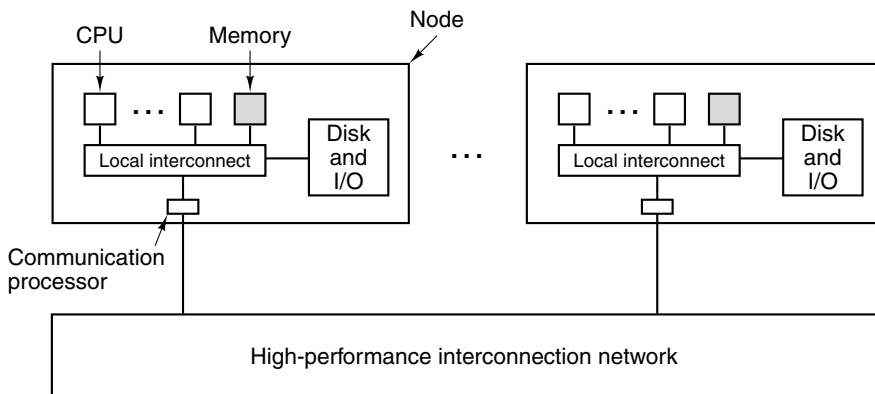 Node
CPU
Memory
...
Local interconnect
Disk
and
I/O
...
...
Local interconnect
Disk
and
I/O
Communication
processor
High-performance interconnection network